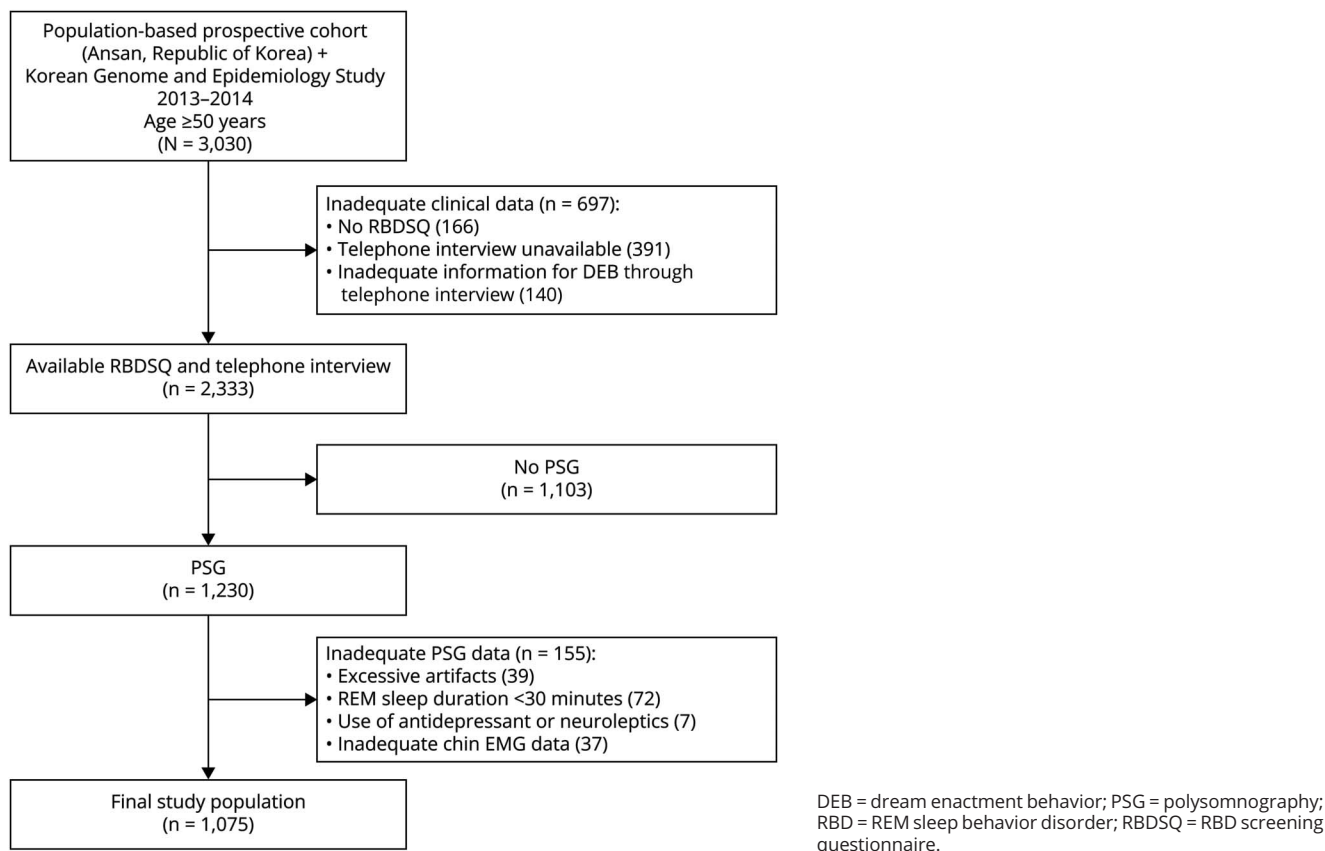 Population-based prospective cohort
(Ansan, Republic of Korea) +
Korean Genome and Epidemiology Study
2013–2014
Age ≥50 years
(N = 3,030)
Inadequate clinical data (n = 697):
• No RBDSQ (166)
• Telephone interview unavailable (391)
• Inadequate information for DEB through
telephone interview (140)
Available RBDSQ and telephone interview
(n = 2,333)
No PSG
(n = 1,103)
PSG
(n = 1,230)
Inadequate PSG data (n = 155):
• Excessive artifacts (39)
• REM sleep duration <30 minutes (72)
• Use of antidepressant or neuroleptics (7)
• Inadequate chin EMG data (37)
Final study population
(n = 1,075)
DEB = dream enactment behavior; PSG = polysomnography;
RBD = REM sleep behavior disorder; RBDSQ = RBD screening
questionnaire.